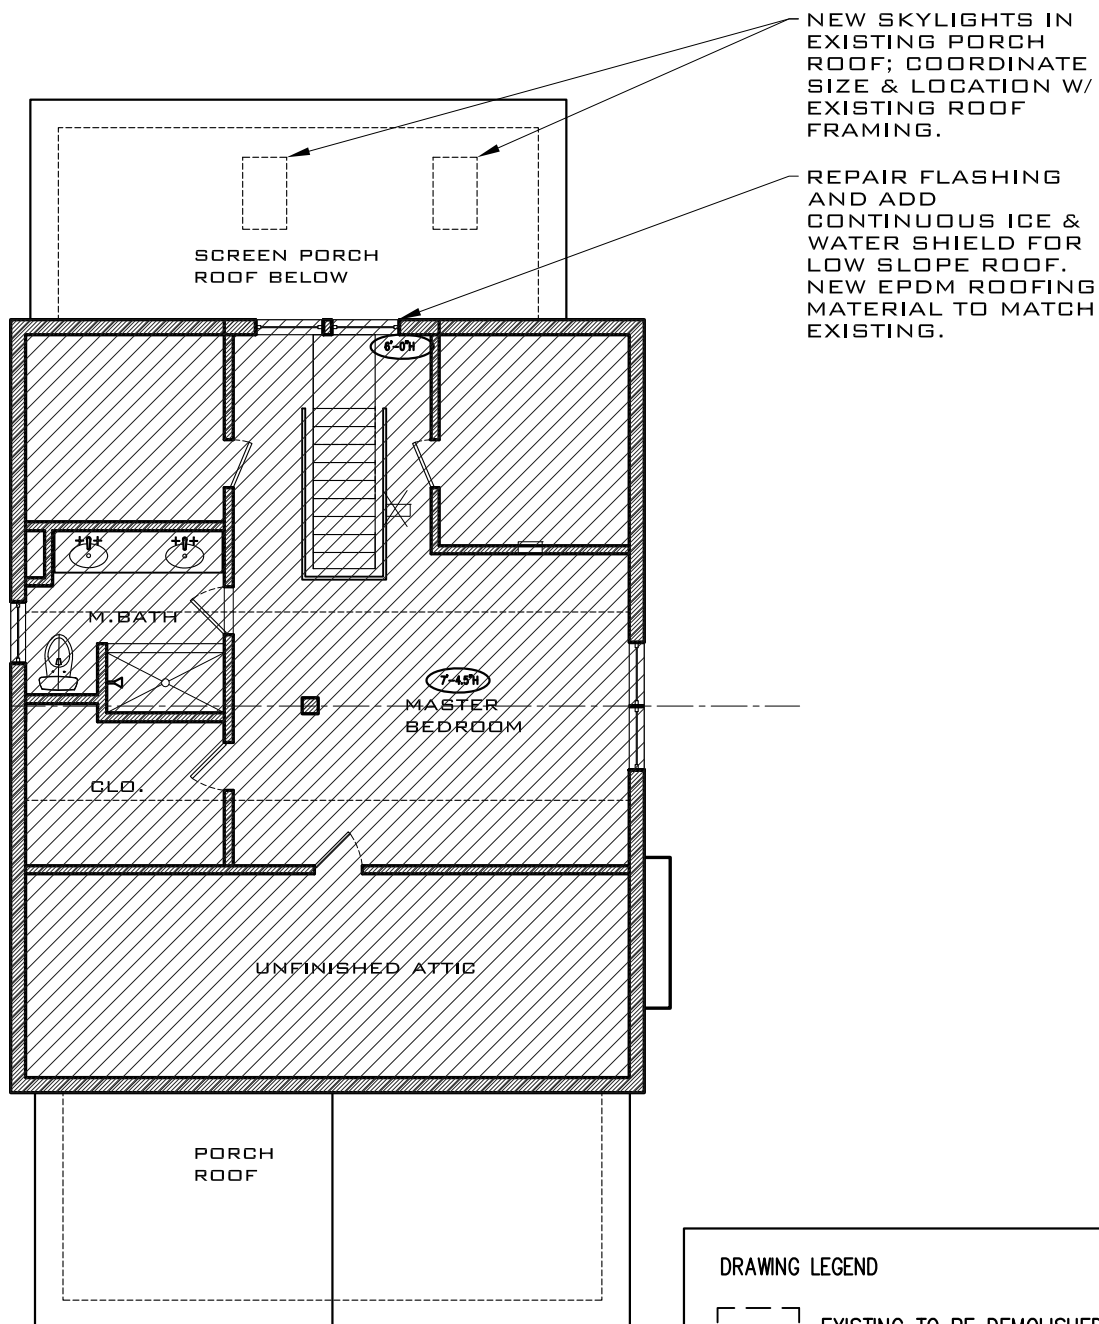 NEW SKYLIGHTS IN
EXISTING PORCH
ROOF; COORDINATE
SIZE & LOCATION W/
EXISTING ROOF
FRAMING.
REPAIR FLASHING
AND ADD
CONTINUOUS ICE &
WATER SHIELD FOR
LOW SLOPE ROOF.
NEW EPDM ROOFING
MATERIAL TO MATCH
EXISTING.
SCREEN PORCH
ROOF BELOW
6'-0"H
M.BATH
7'-4.5"H
MASTER
BEDROOM
CLO.
UNFINISHED ATTIC
PORCH
ROOF
DRAWING LEGEND
EXISTING TO BE DEMOLISHED